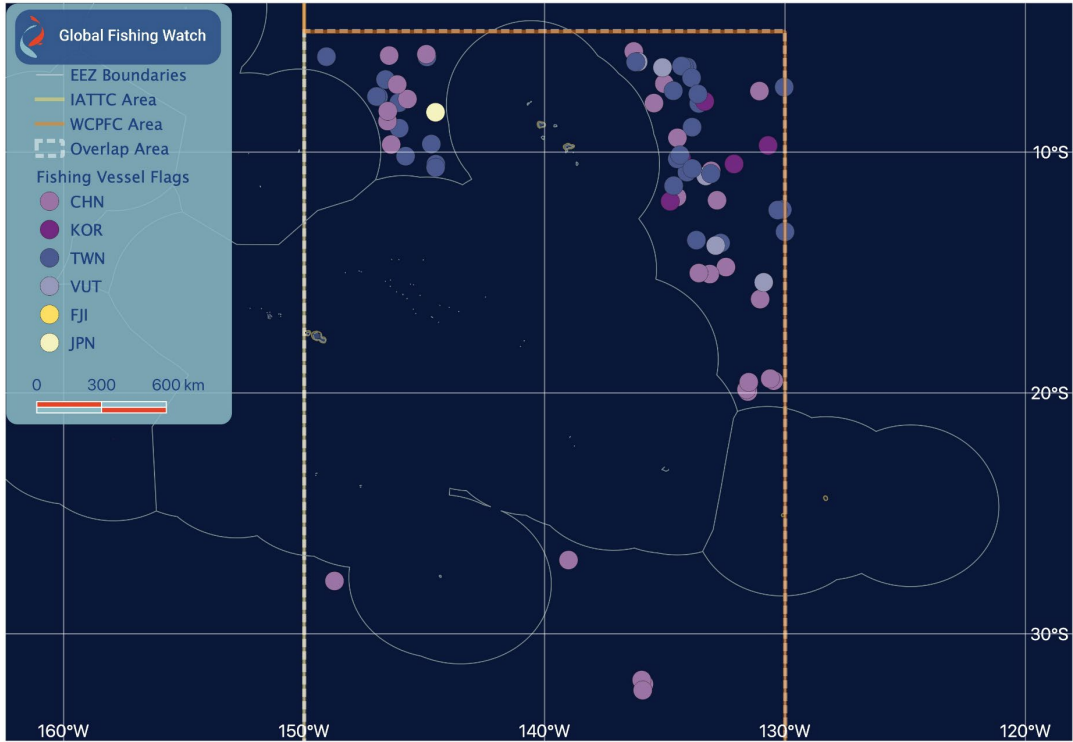 Global Fishing Watch
EEZ Boundaries
IATTC Area
WCPFC Area
Overlap Area
Fishing Vessel Flags
CHN
KOR
TWN
VUT
FJI
JPN
0 300 600 km
10°S
20°S
30°S
160°W 150°W 140°W 130°W 120°W